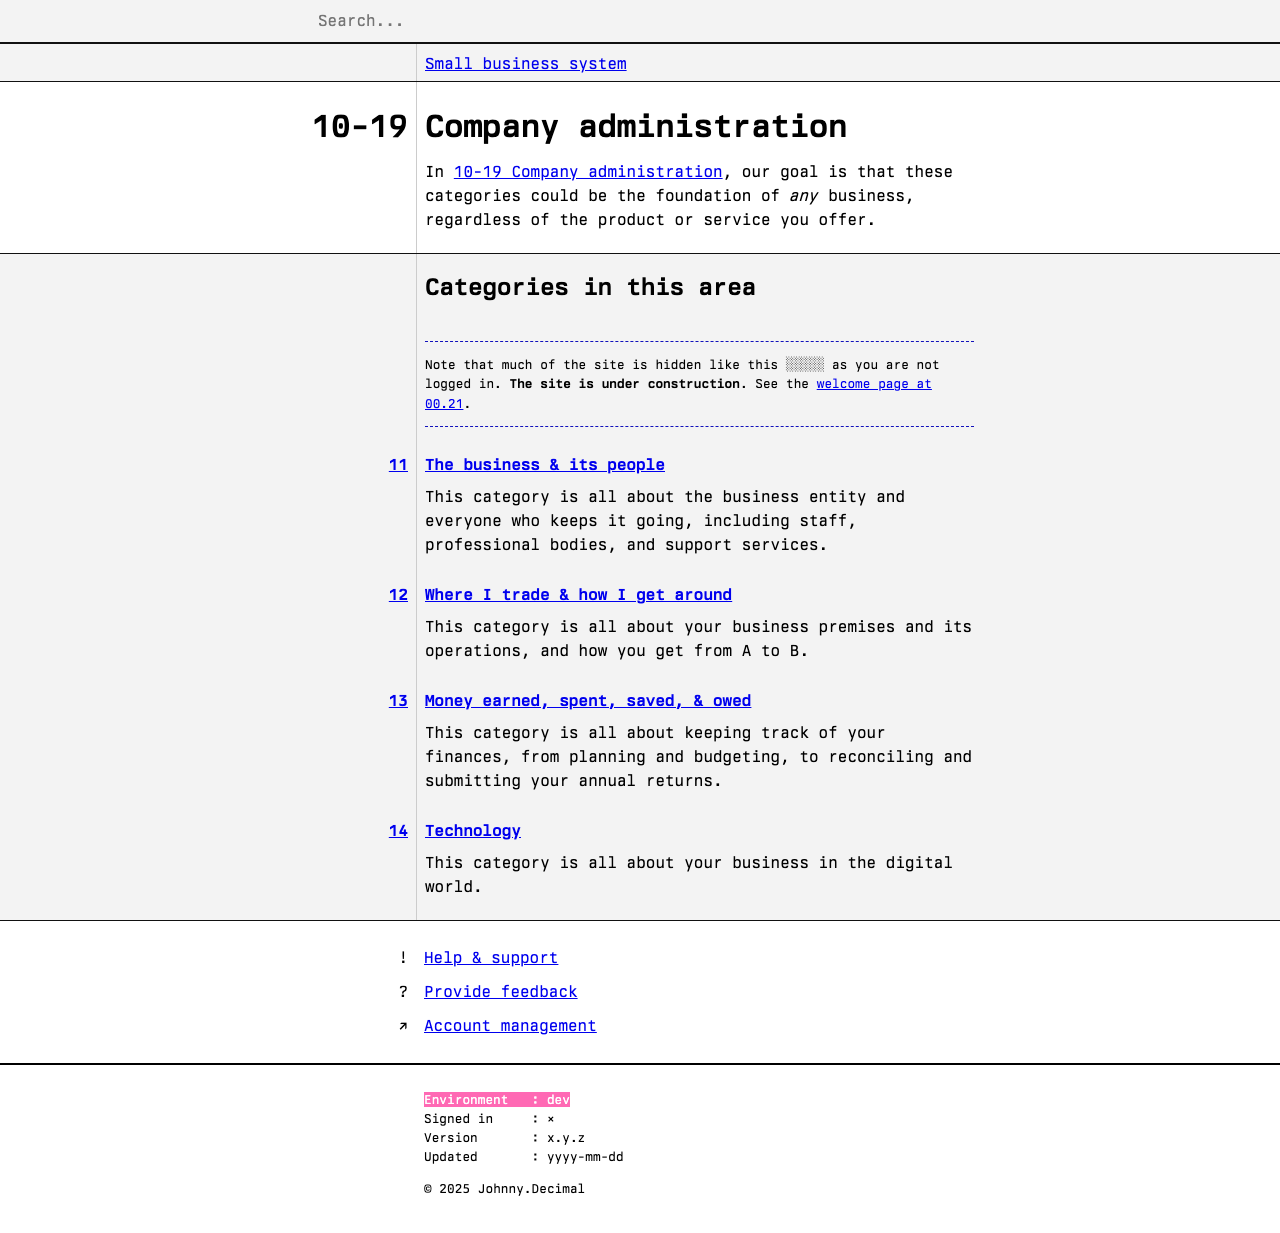 Search...
Small business system
10-19 Company administration
In 10-19 Company administration, our goal is that these
categories could be the foundation of any business,
regardless of the product or service you offer.
Categories in this area
Note that much of the site is hidden like this ░░░░░ as you are not
logged in. The site is under construction. See the welcome page at
00.21.
11 The business & its people
This category is all about the business entity and
everyone who keeps it going, including staff,
professional bodies, and support services.
12 Where I trade & how I get around
This category is all about your business premises and its
operations, and how you get from A to B.
13 Money earned, spent, saved, & owed
This category is all about keeping track of your
finances, from planning and budgeting, to reconciling and
submitting your annual returns.
14 Technology
This category is all about your business in the digital
world.
! Help & support
? Provide feedback
↗ Account management
Environment : dev
Signed in : ×
Version : x.y.z
Updated : yyyy-mm-dd
© 2025 Johnny.Decimal